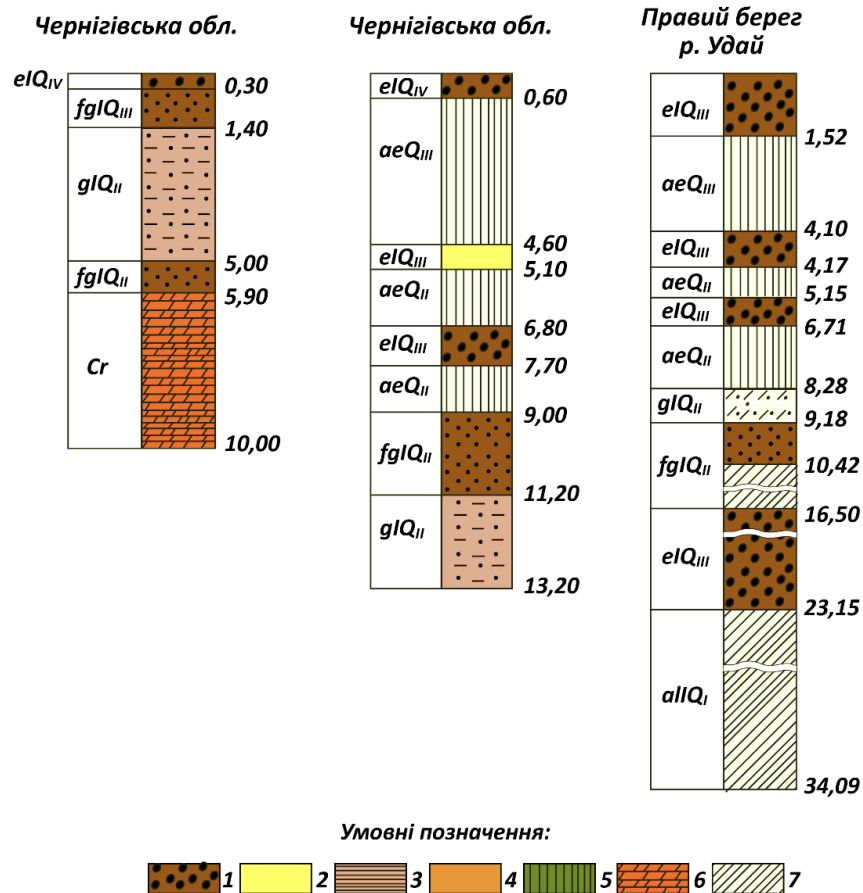 Чернігівська обл.
elQIV
0,30
fglQIII
1,40
glQII
5,00
fglQII
5,90
Cr
10,00
Чернігівська обл.
elQIV
0,60
aeQIII
4,60
elQIII
5,10
aeQII
6,80
elQIII
7,70
aeQII
9,00
fglQII
11,20
glQII
13,20
Правий берег
р. Удай
elQIII
1,52
aeQIII
4,10
elQIII
4,17
aeQII
5,15
elQIII
6,71
aeQII
8,28
glQII
9,18
fglQII
10,42
16,50
elQIII
23,15
allQI
34,09
Умовні позначення:
1 2 3 4 5 6 7